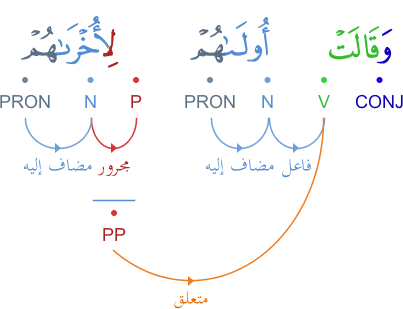 وَقَالَتْ أُولَىٰهُمْ لِأُخْرَىٰهُمْ
CONJ V N PRON P N PRON
فاعل مضاف إليه مجرور مضاف إليه
PP
متعلق